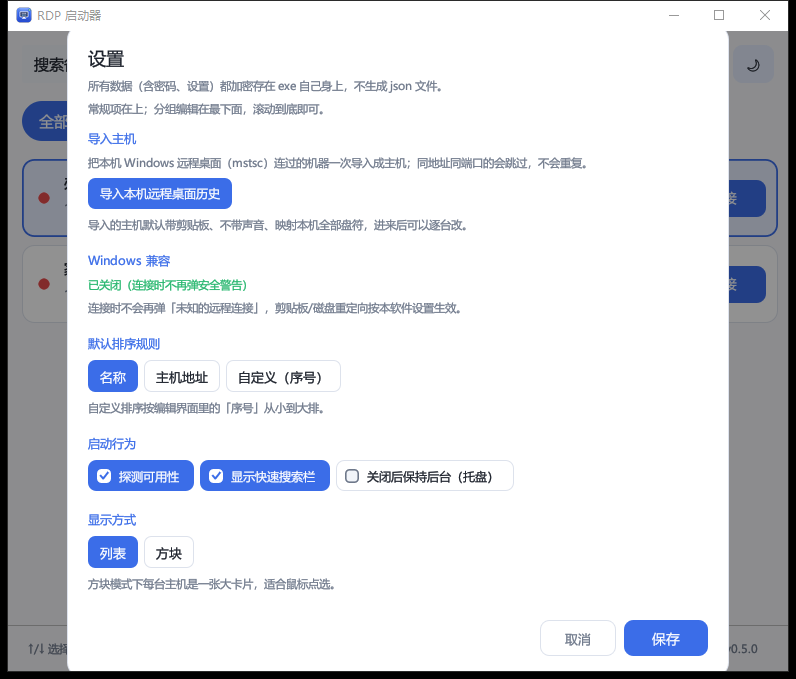 RDP 启动器
搜索
全部
设置
所有数据（含密码、设置）都加密存在 exe 自己身上，不生成 json 文件。
常规项在上；分组编辑在最下面，滚动到底即可。
导入主机
把本机 Windows 远程桌面（mstsc）连过的机器一次导入成主机；同地址同端口的会跳过，不会重复。
导入本机远程桌面历史
导入的主机默认带剪贴板、不带声音、映射本机全部盘符，进来后可以逐台改。
Windows 兼容
已关闭（连接时不再弹安全警告）
连接时不会再弹「未知的远程连接」，剪贴板/磁盘重定向按本软件设置生效。
默认排序规则
名称
主机地址
自定义（序号）
自定义排序按编辑界面里的「序号」从小到大排。
启动行为
探测可用性
显示快速搜索栏
关闭后保持后台（托盘）
显示方式
列表
方块
方块模式下每台主机是一张大卡片，适合鼠标点选。
取消
保存
↑/↓ 选择
v0.5.0